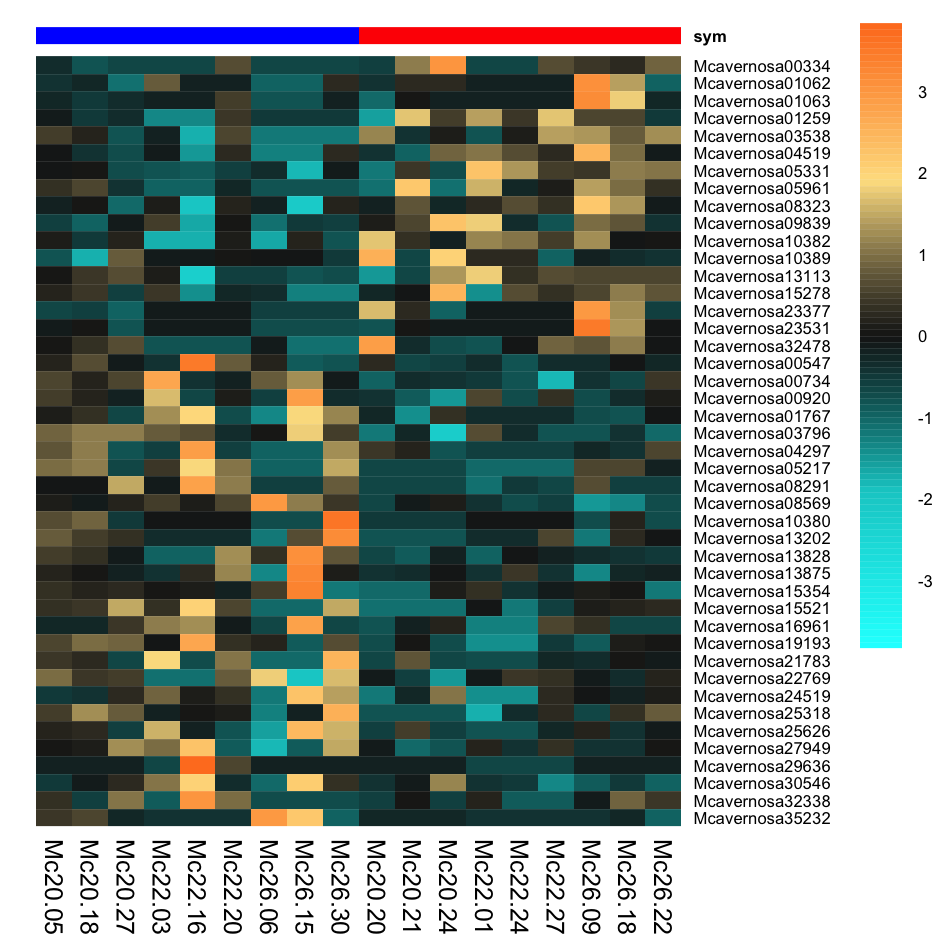 sym
Mcavernosa00334
Mcavernosa01062
Mcavernosa01063
Mcavernosa01259
Mcavernosa03538
Mcavernosa04519
Mcavernosa05331
Mcavernosa05961
Mcavernosa08323
Mcavernosa09839
Mcavernosa10382
Mcavernosa10389
Mcavernosa13113
Mcavernosa15278
Mcavernosa23377
Mcavernosa23531
Mcavernosa32478
Mcavernosa00547
Mcavernosa00734
Mcavernosa00920
Mcavernosa01767
Mcavernosa03796
Mcavernosa04297
Mcavernosa05217
Mcavernosa08291
Mcavernosa08569
Mcavernosa10380
Mcavernosa13202
Mcavernosa13828
Mcavernosa13875
Mcavernosa15354
Mcavernosa15521
Mcavernosa16961
Mcavernosa19193
Mcavernosa21783
Mcavernosa22769
Mcavernosa24519
Mcavernosa25318
Mcavernosa25626
Mcavernosa27949
Mcavernosa29636
Mcavernosa30546
Mcavernosa32338
Mcavernosa35232
3
2
1
0
-1
-2
-3
Mc20.05
Mc20.18
Mc20.27
Mc22.03
Mc22.16
Mc22.20
Mc26.06
Mc26.15
Mc26.30
Mc20.20
Mc20.21
Mc20.24
Mc22.01
Mc22.24
Mc22.27
Mc26.09
Mc26.18
Mc26.22